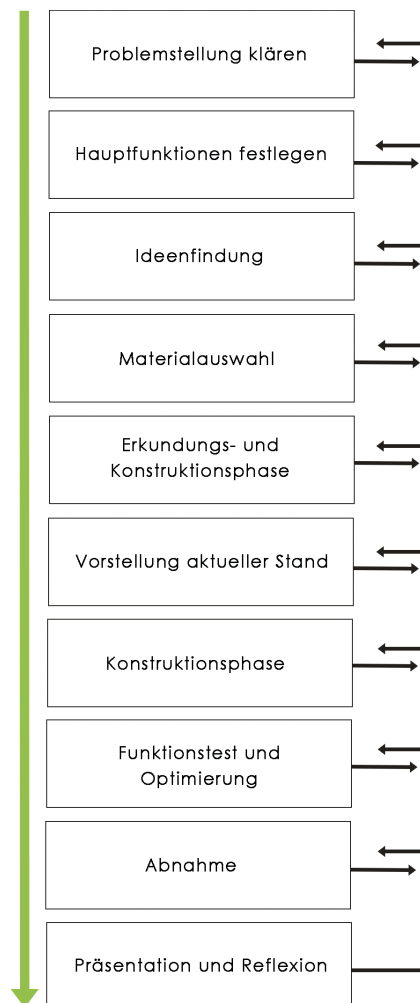 Problemstellung klären
Hauptfunktionen festlegen
Ideenfindung
Materialauswahl
Erkundungs- und
Konstruktionsphase
Vorstellung aktueller Stand
Konstruktionsphase
Funktionstest und
Optimierung
Abnahme
Präsentation und Reflexion